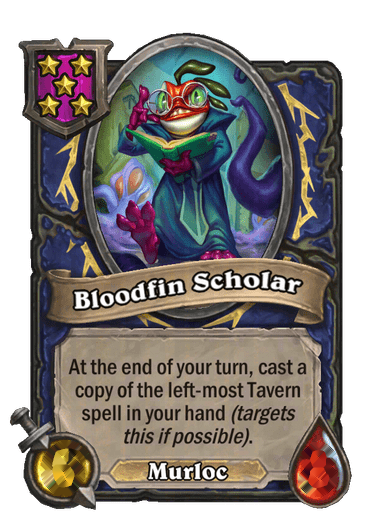 Bloodfin Scholar
At the end of your turn, cast a
copy of the left-most Tavern
spell in your hand (targets
this if possible).
Murloc